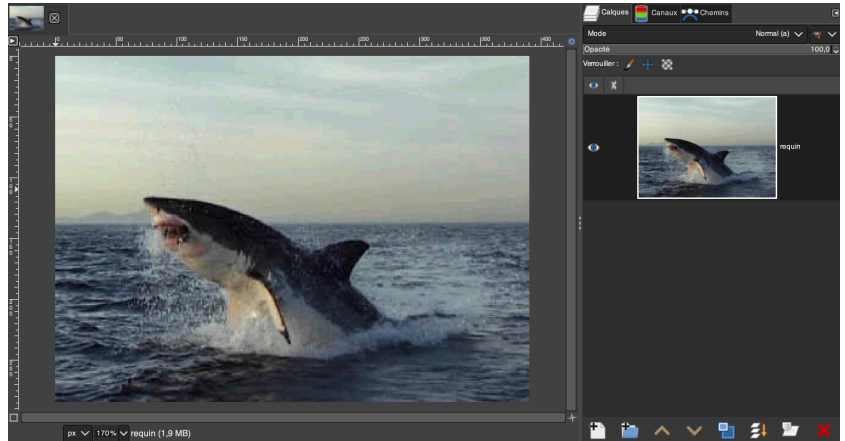 Calques Canaux Chemins
Mode Normal (a)
Opacité 100,0
Verrouiller :
0 50 100 150 200 250 300 350 400
requin
px 170% requin (1,9 MB)